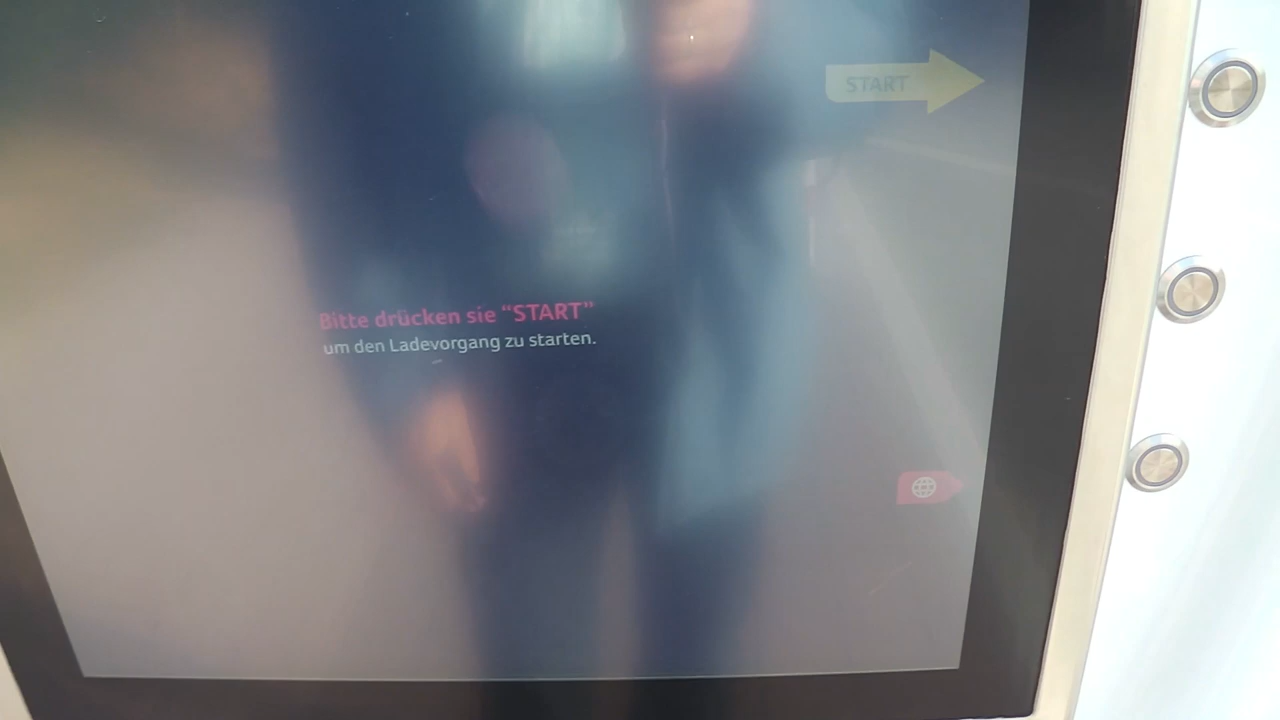 START
Bitte drücken sie “START”
um den Ladevorgang zu starten.